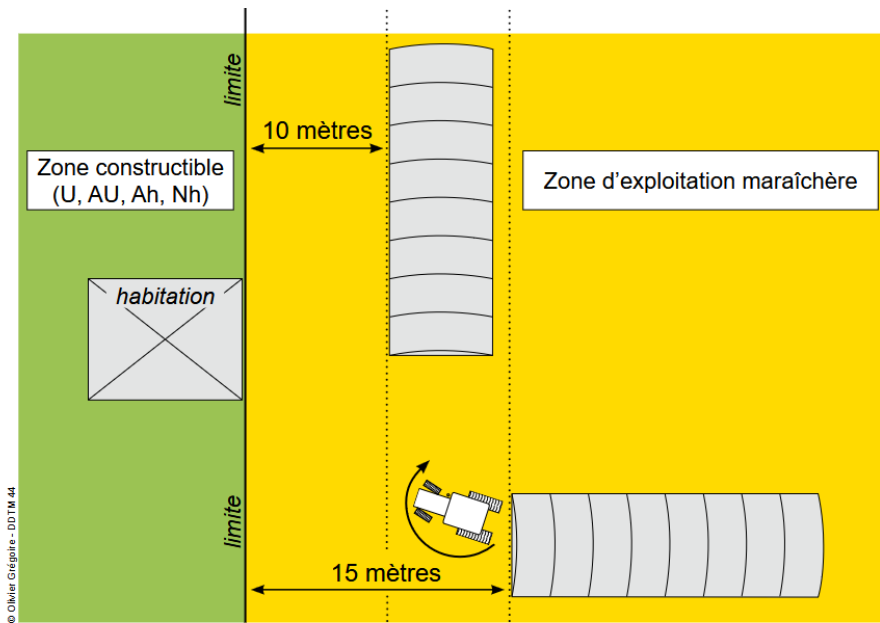 limite
10 mètres
Zone constructible
(U, AU, Ah, Nh)
Zone d'exploitation maraîchère
habitation
limite
15 mètres
© Olivier Grégoire - DDTM 44